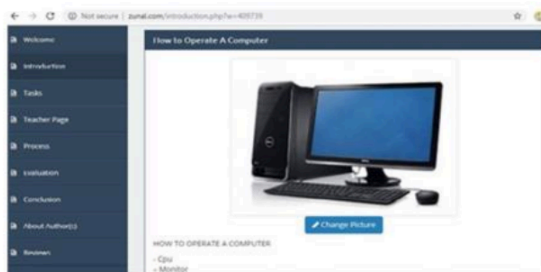 Not secure | zunal.com/introduction.php?w=409739
Welcome
Introduction
Tasks
Teacher Page
Process
Evaluation
Conclusion
About Author(s)
Reviews
How to Operate A Computer
Change Picture
HOW TO OPERATE A COMPUTER
- Cpu
- Monitor